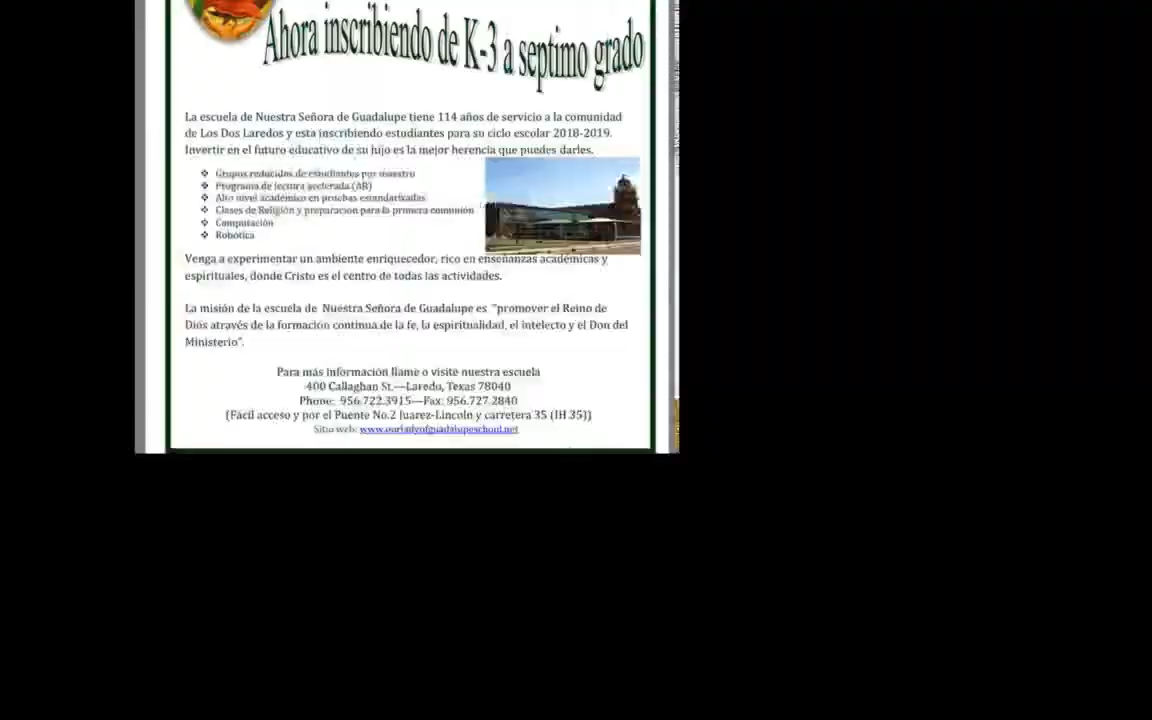 Ahora inscribiendo de K-3 a septimo grado
La escuela de Nuestra Señora de Guadalupe tiene 114 años de servicio a la comunidad
de Los Dos Laredos y esta inscribiendo estudiantes para su ciclo escolar 2018-2019.
Invertir en el futuro educativo de su hijo es la mejor herencia que puedes darles.
❖ Grupos reducidos de estudiantes por maestro
❖ Programa de lectura acelerada (AR)
❖ Alto nivel académico en pruebas estandarizadas
❖ Clases de Religión y preparacion para la primera comunión
❖ Computación
❖ Robótica
Venga a experimentar un ambiente enriquecedor, rico en enseñanzas académicas y
espirituales, donde Cristo es el centro de todas las actividades.
La misión de la escuela de Nuestra Señora de Guadalupe es "promover el Reino de
Dios através de la formación continua de la fe, la espiritualidad, el intelecto y el Don del
Ministerio".
Para más información llame o visite nuestra escuela
400 Callaghan St.—Laredo, Texas 78040
Phone: 956.722.3915—Fax: 956.727.2840
(Fácil acceso y por el Puente No.2 Juarez-Lincoln y carretera 35 (IH 35))
Sitio web: www.ourladyofguadalupeschool.net